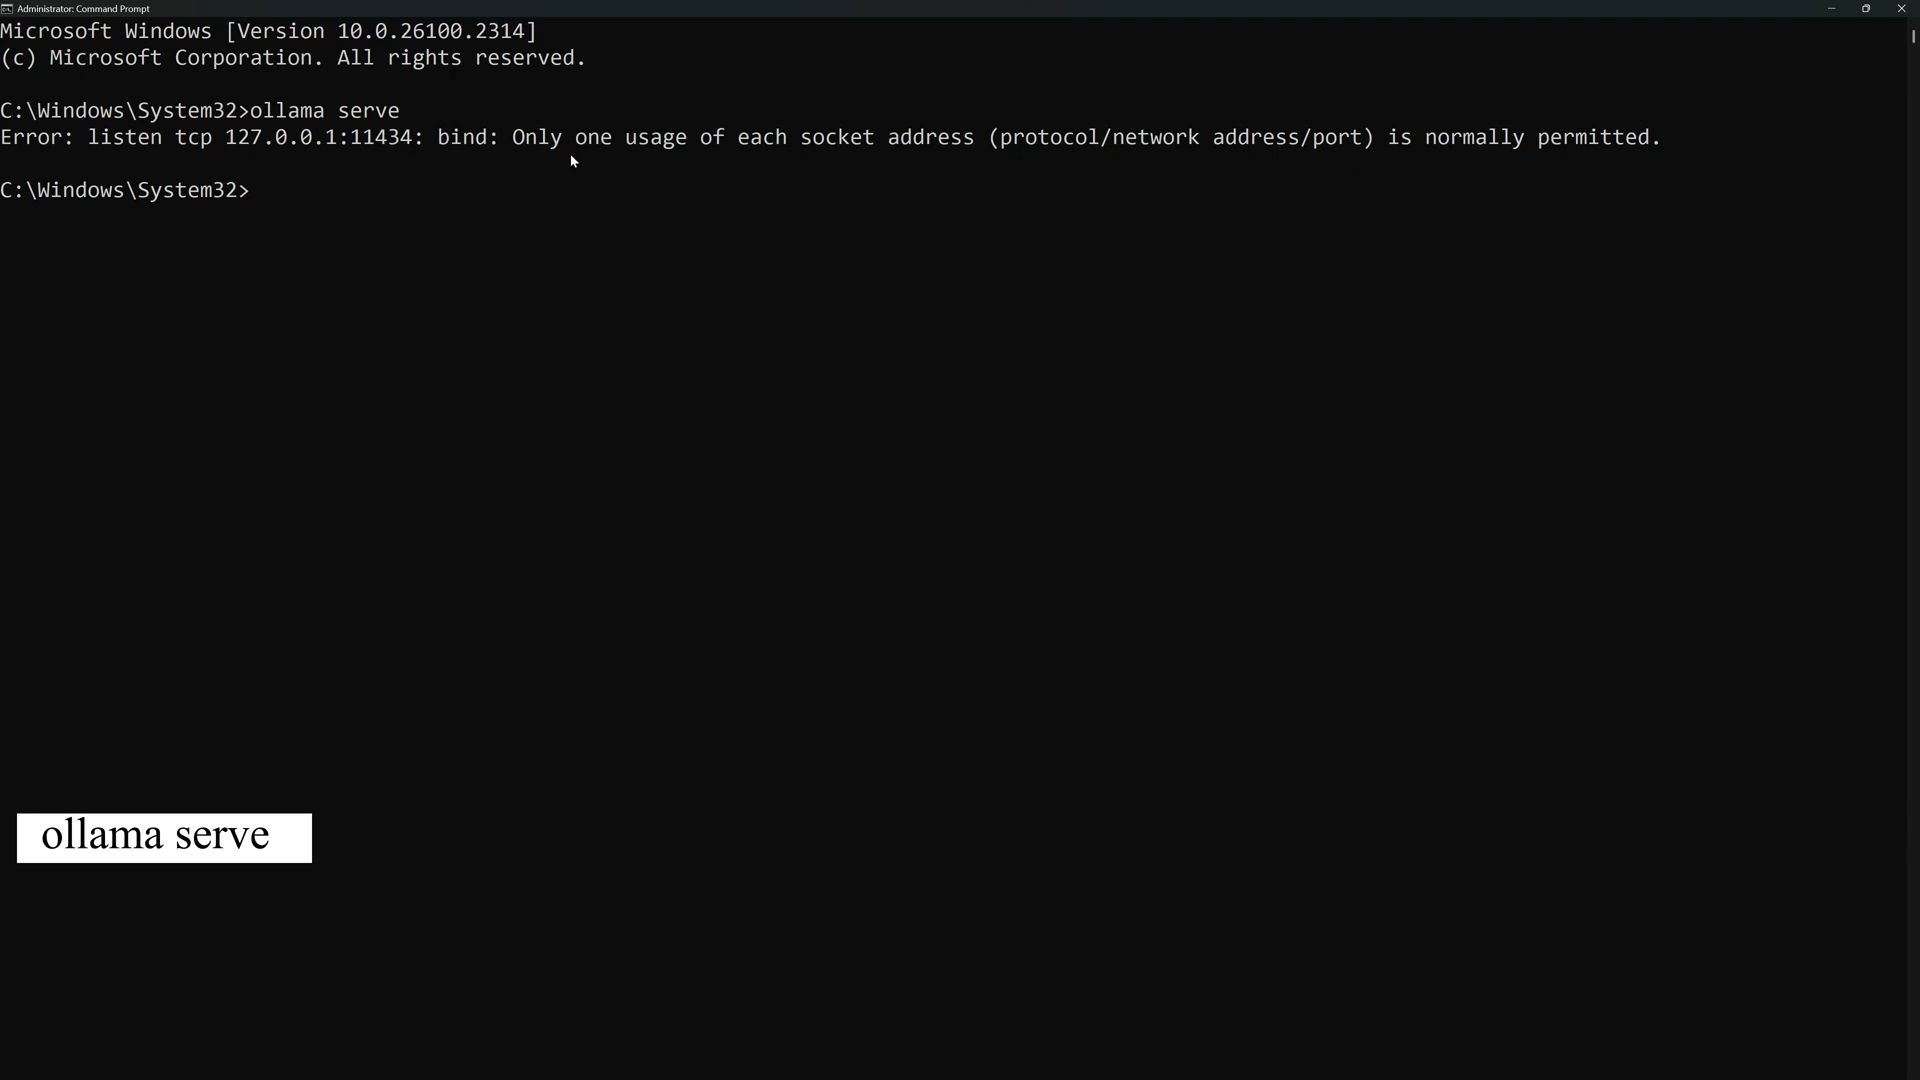 Administrator: Command Prompt
Microsoft Windows [Version 10.0.26100.2314]
(c) Microsoft Corporation. All rights reserved.
C:\Windows\System32>ollama serve
Error: listen tcp 127.0.0.1:11434: bind: Only one usage of each socket address (protocol/network address/port) is normally permitted.
C:\Windows\System32>
ollama serve